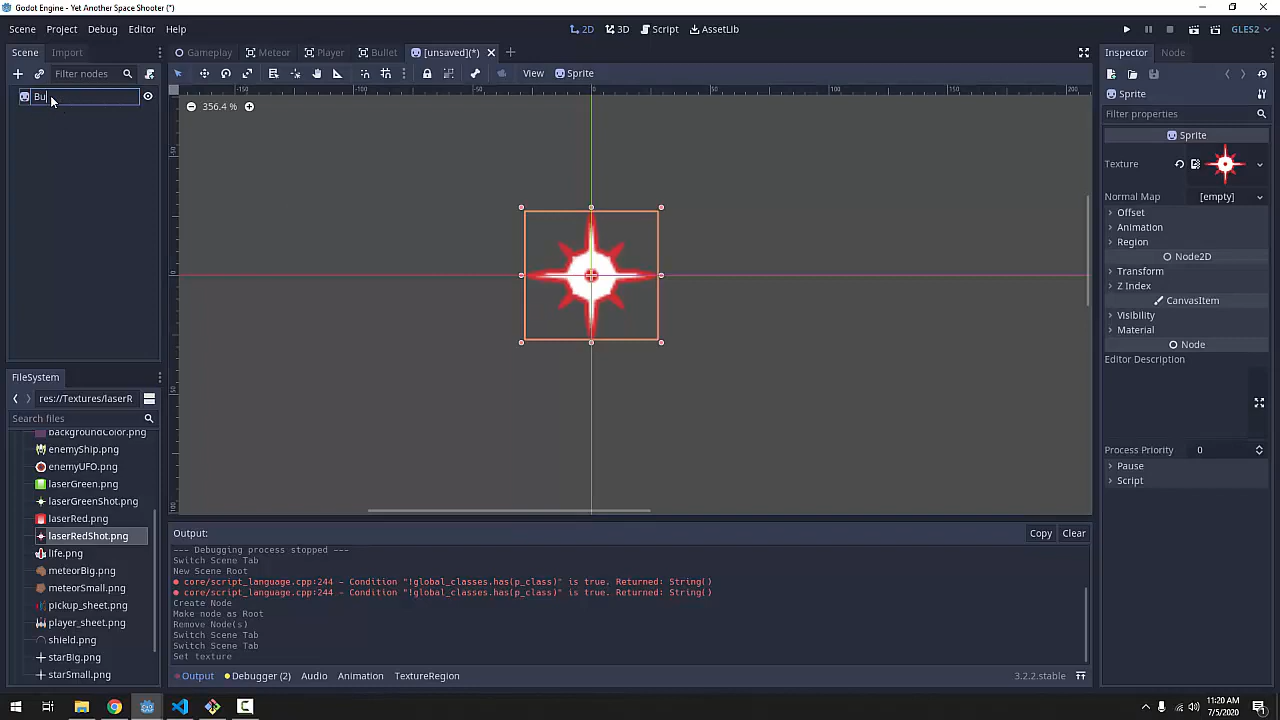 Godot Engine - Yet Another Space Shooter (*)
Scene Project Debug Editor Help
2D 3D Script AssetLib
GLES2
Scene Import
Gameplay Meteor Player Bullet [unsaved](*)
Inspector Node
Filter nodes
View Sprite
Bu
356.4 %
-100 -50 0 50 100 150 200
Sprite
Filter properties
Sprite
Texture
Normal Map [empty]
Offset
Animation
Region
Node2D
Transform
Z Index
CanvasItem
Visibility
Material
Node
Editor Description
Process Priority 0
Pause
Script
FileSystem
res://Textures/laserR
Search files
backgroundColor.png
enemyShip.png
enemyUFO.png
laserGreen.png
laserGreenShot.png
laserRed.png
laserRedShot.png
life.png
meteorBig.png
meteorSmall.png
pickup_sheet.png
player_sheet.png
shield.png
starBig.png
starSmall.png
Output:
Copy Clear
--- Debugging process stopped ---
Switch Scene Tab
New Scene Root
core/script_language.cpp:244 - Condition "!global_classes.has(p_class)" is true. Returned: String()
core/script_language.cpp:244 - Condition "!global_classes.has(p_class)" is true. Returned: String()
Create Node
Make node as Root
Remove Node(s)
Switch Scene Tab
Switch Scene Tab
Set texture
Output Debugger (2) Audio Animation TextureRegion
3.2.2.stable
11:20 AM
7/5/2020